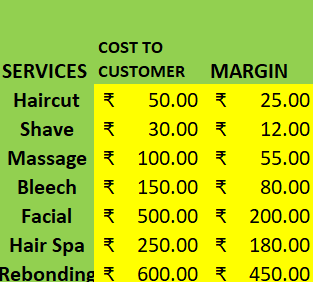 COST TO
SERVICES CUSTOMER MARGIN
Haircut ₹ 50.00 ₹ 25.00
Shave ₹ 30.00 ₹ 12.00
Massage ₹ 100.00 ₹ 55.00
Bleech ₹ 150.00 ₹ 80.00
Facial ₹ 500.00 ₹ 200.00
Hair Spa ₹ 250.00 ₹ 180.00
Rebonding ₹ 600.00 ₹ 450.00